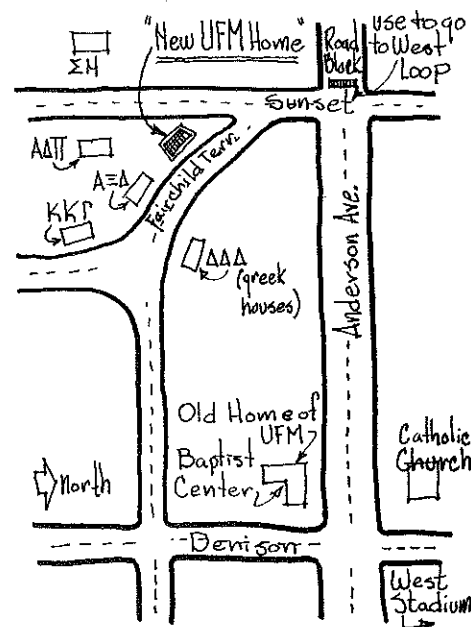 "New UFM Home"
ΣN
Road
Block
use to go
to West
Loop
Sunset
ΑΔΠ
ΑΞΔ
Fairchild Terr.
ΚΚΓ
ΔΔΔ
(greek
houses)
Anderson Ave.
Old Home of
UFM
Baptist
Center
Catholic
Church
North
Denison
West
Stadium